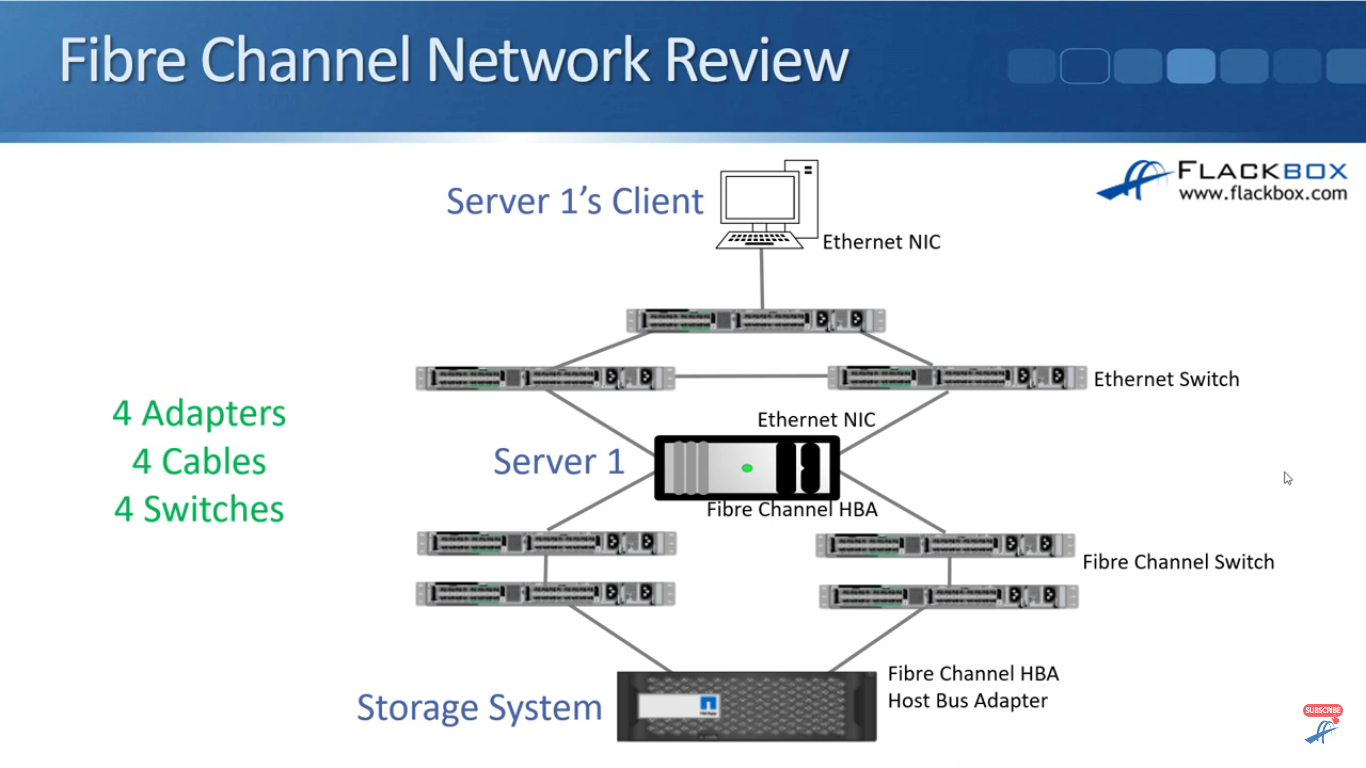 Fibre Channel Network Review
FLACKBOX
www.flackbox.com
Server 1's Client
Ethernet NIC
Ethernet Switch
4 Adapters
4 Cables
4 Switches
Ethernet NIC
Server 1
Fibre Channel HBA
Fibre Channel Switch
Storage System
Fibre Channel HBA
Host Bus Adapter
SUBSCRIBE